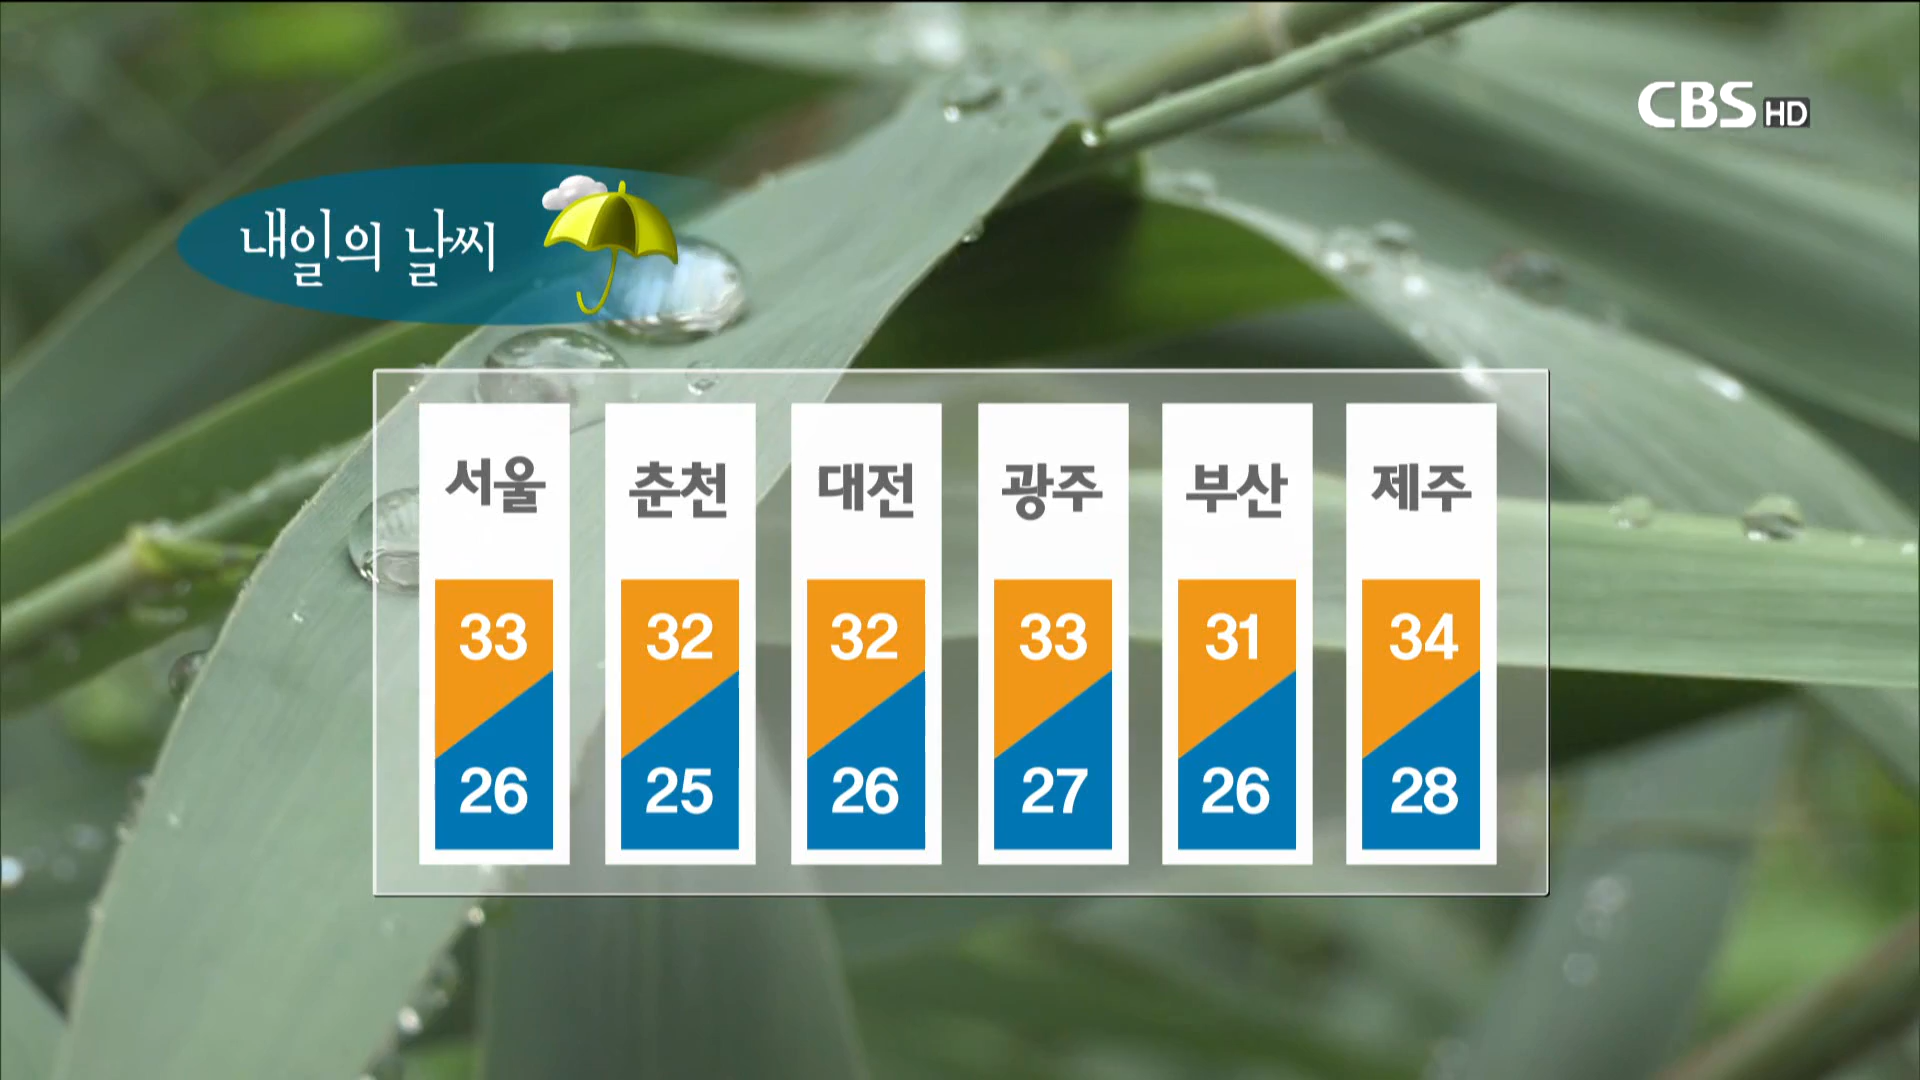 CBS HD
내일의 날씨
서울 춘천 대전 광주 부산 제주
33 32 32 33 31 34
26 25 26 27 26 28